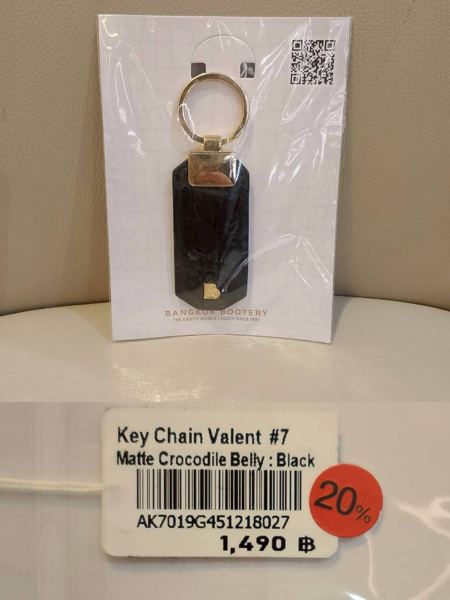 B
BANGKOK BOOTERY
THE EXOTIC WORLD LEGACY SINCE 1937
Key Chain Valent #7
Matte Crocodile Belly : Black
AK7019G451218027
1,490 ฿
20%